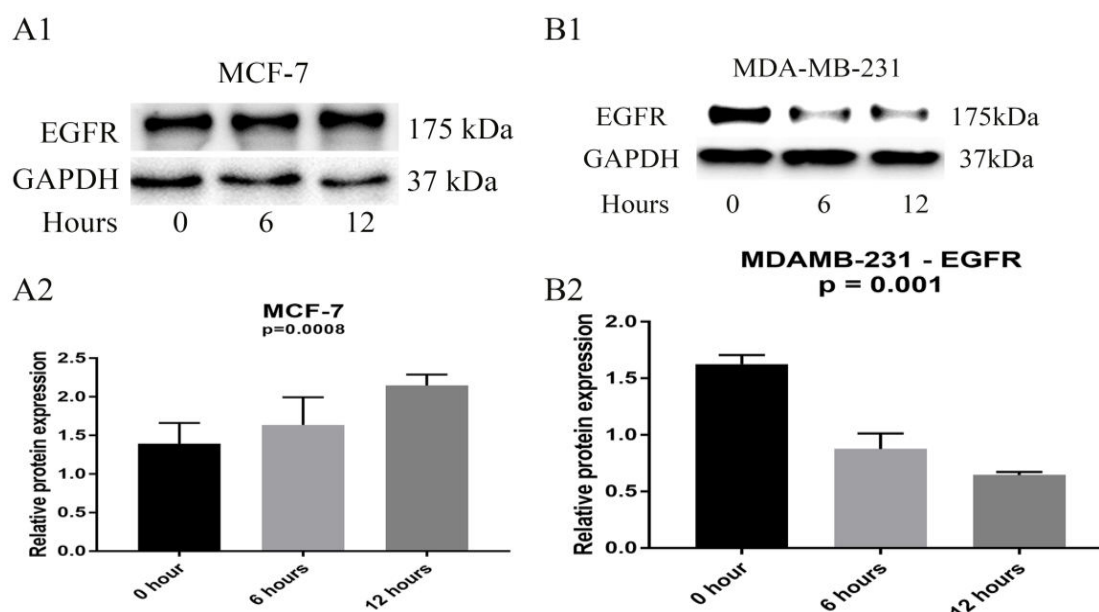 A1
MCF-7
EGFR 175 kDa
GAPDH 37 kDa
Hours 0 6 12
B1
MDA-MB-231
EGFR 175kDa
GAPDH 37kDa
Hours 0 6 12
A2
MCF-7
p=0.0008
Relative protein expression
2.5
2.0
1.5
1.0
0.5
0.0
0 hour 6 hours 12 hours
B2
MDAMB-231 - EGFR
p = 0.001
Relative protein expression
2.0
1.5
1.0
0.5
0.0
0 hour 6 hours 12 hours